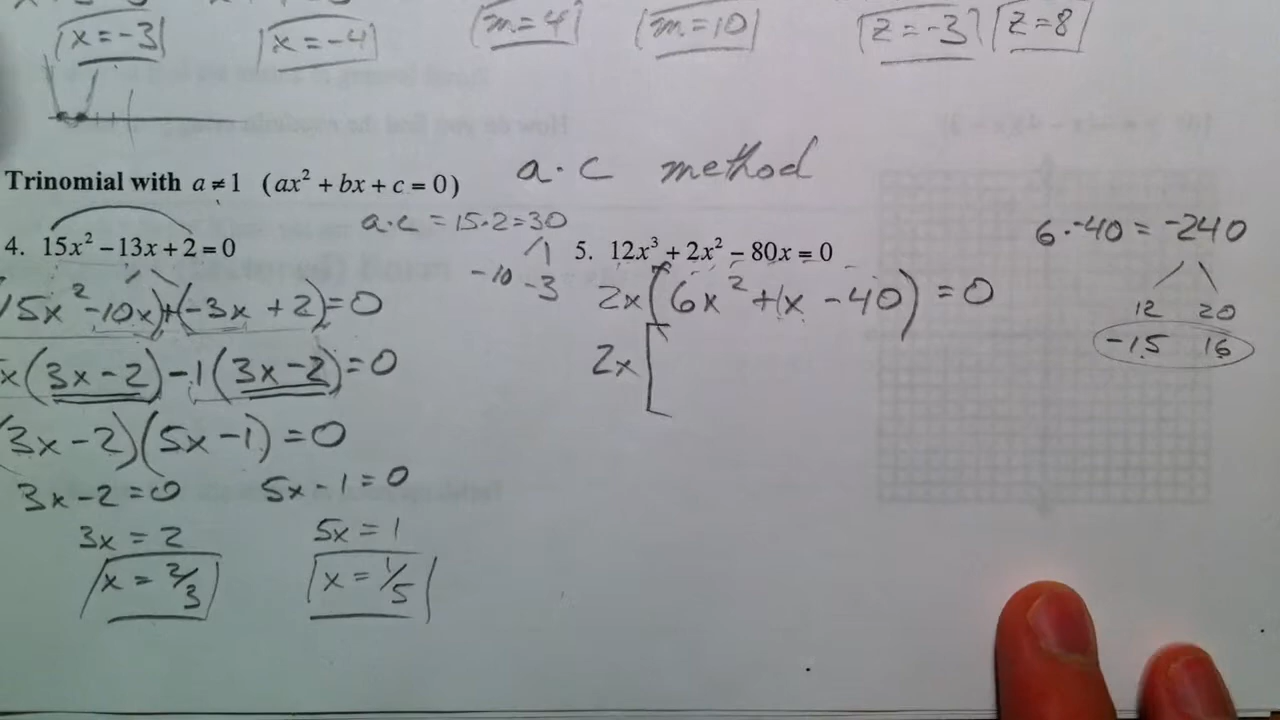 x=-3 x=-4 m=4 m=10 z=-3 z=8
Trinomial with a≠1 (ax² + bx + c = 0) a·c method
a·c = 15·2=30
4. 15x² – 13x + 2 = 0
-10 -3
15x² -10x)+(-3x + 2)=0
x(3x-2)-1(3x-2)=0
(3x-2)(5x-1)=0
3x-2=0 5x-1=0
3x=2 5x=1
x=2/3 x=1/5
5. 12x³ + 2x² – 80x = 0
2x(6x²+1x-40)=0
2x[
6·-40=-240
12 20
-15 16